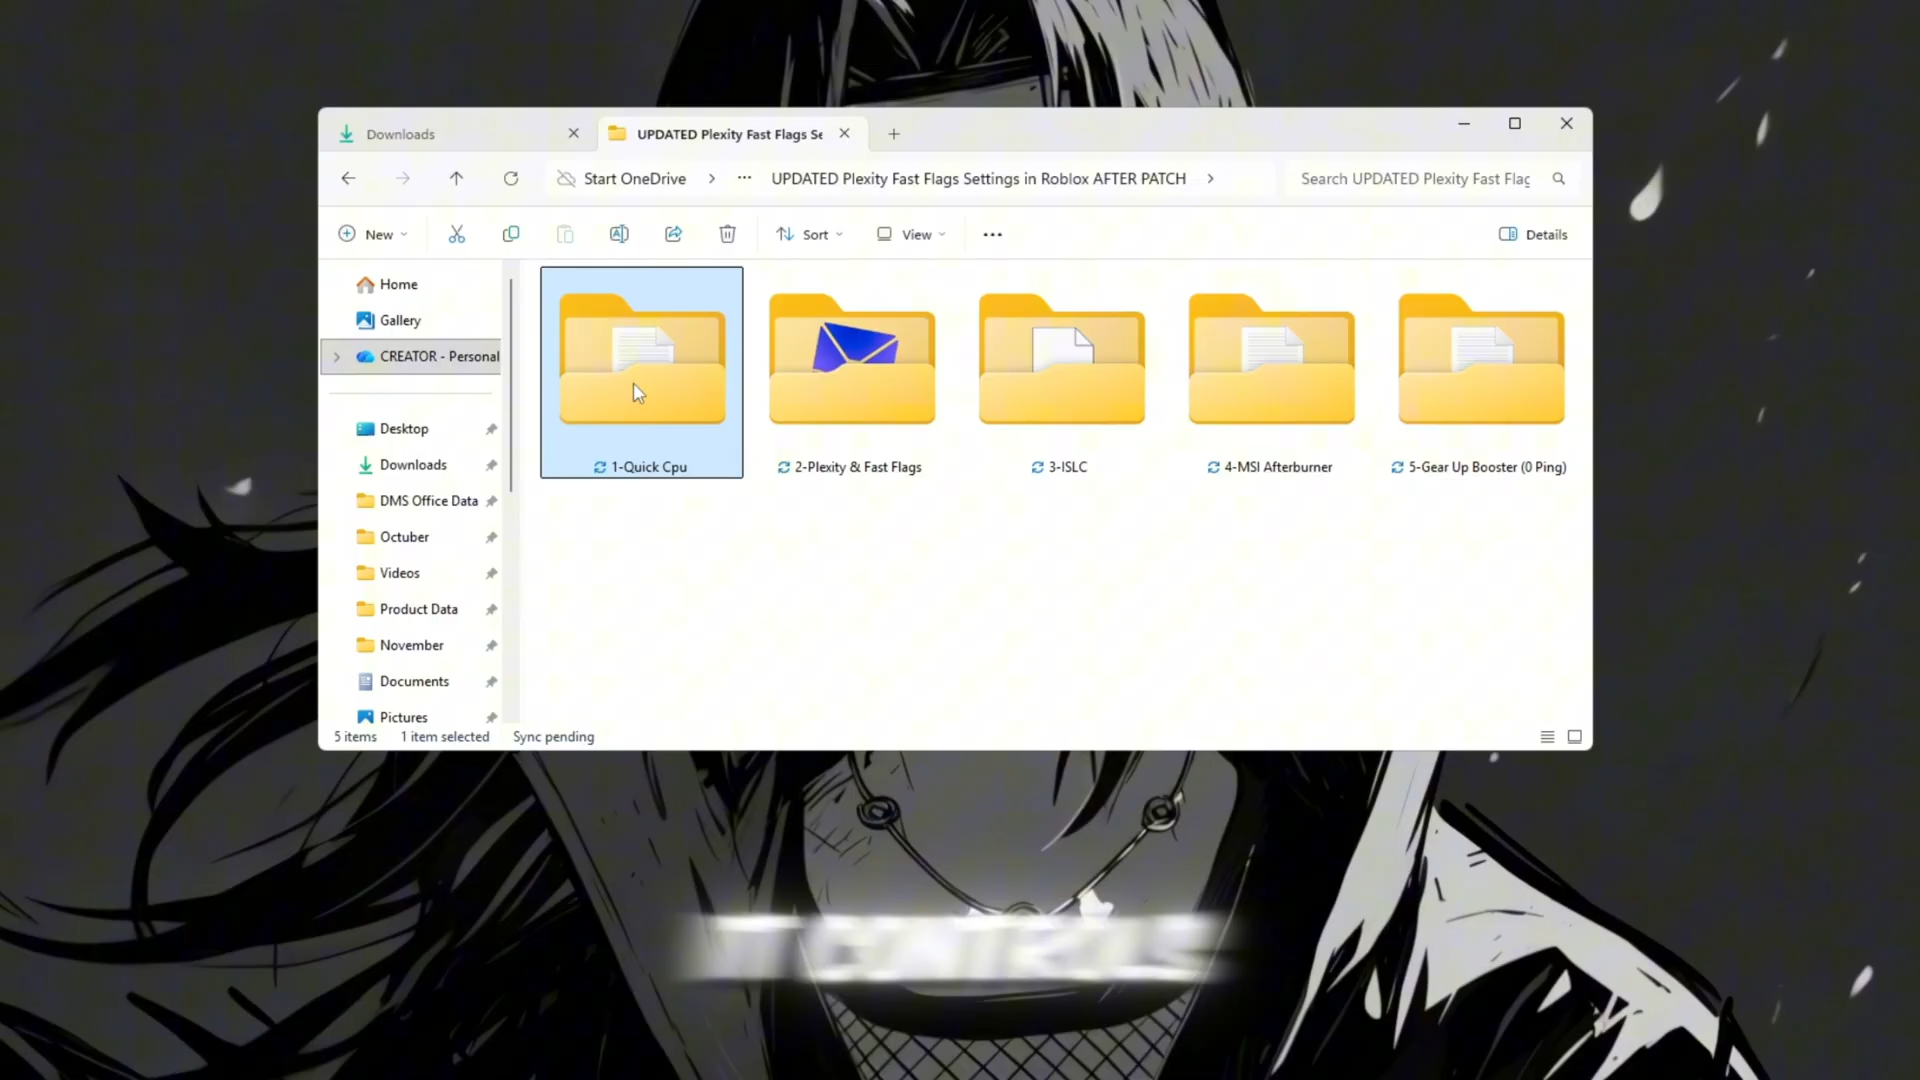 Downloads
UPDATED Plexity Fast Flags Se
Start OneDrive
UPDATED Plexity Fast Flags Settings in Roblox AFTER PATCH
Search UPDATED Plexity Fast Flag
New
Sort
View
Details
Home
Gallery
CREATOR - Personal
Desktop
Downloads
DMS Office Data
Octuber
Videos
Product Data
November
Documents
Pictures
1-Quick Cpu
2-Plexity & Fast Flags
3-ISLC
4-MSI Afterburner
5-Gear Up Booster (0 Ping)
5 items
1 item selected
Sync pending
IT CONTROLS